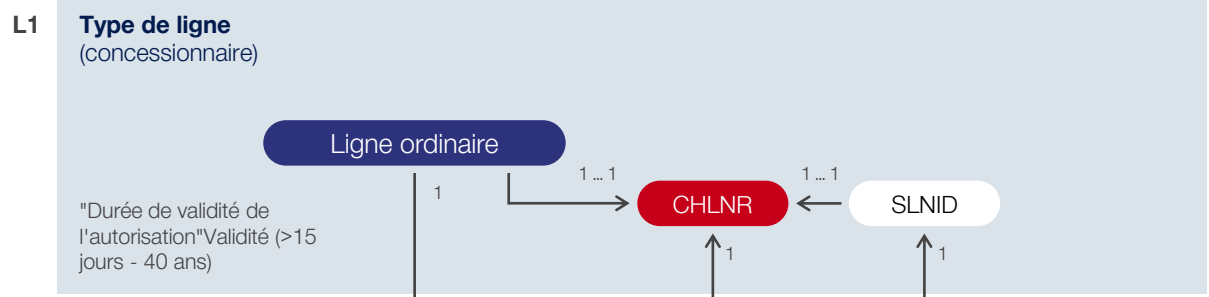 L1
Type de ligne
(concessionnaire)
Ligne ordinaire
1 ... 1
1 ... 1
1
CHLNR
SLNID
"Durée de validité de
l'autorisation"Validité (>15
jours - 40 ans)
1
1